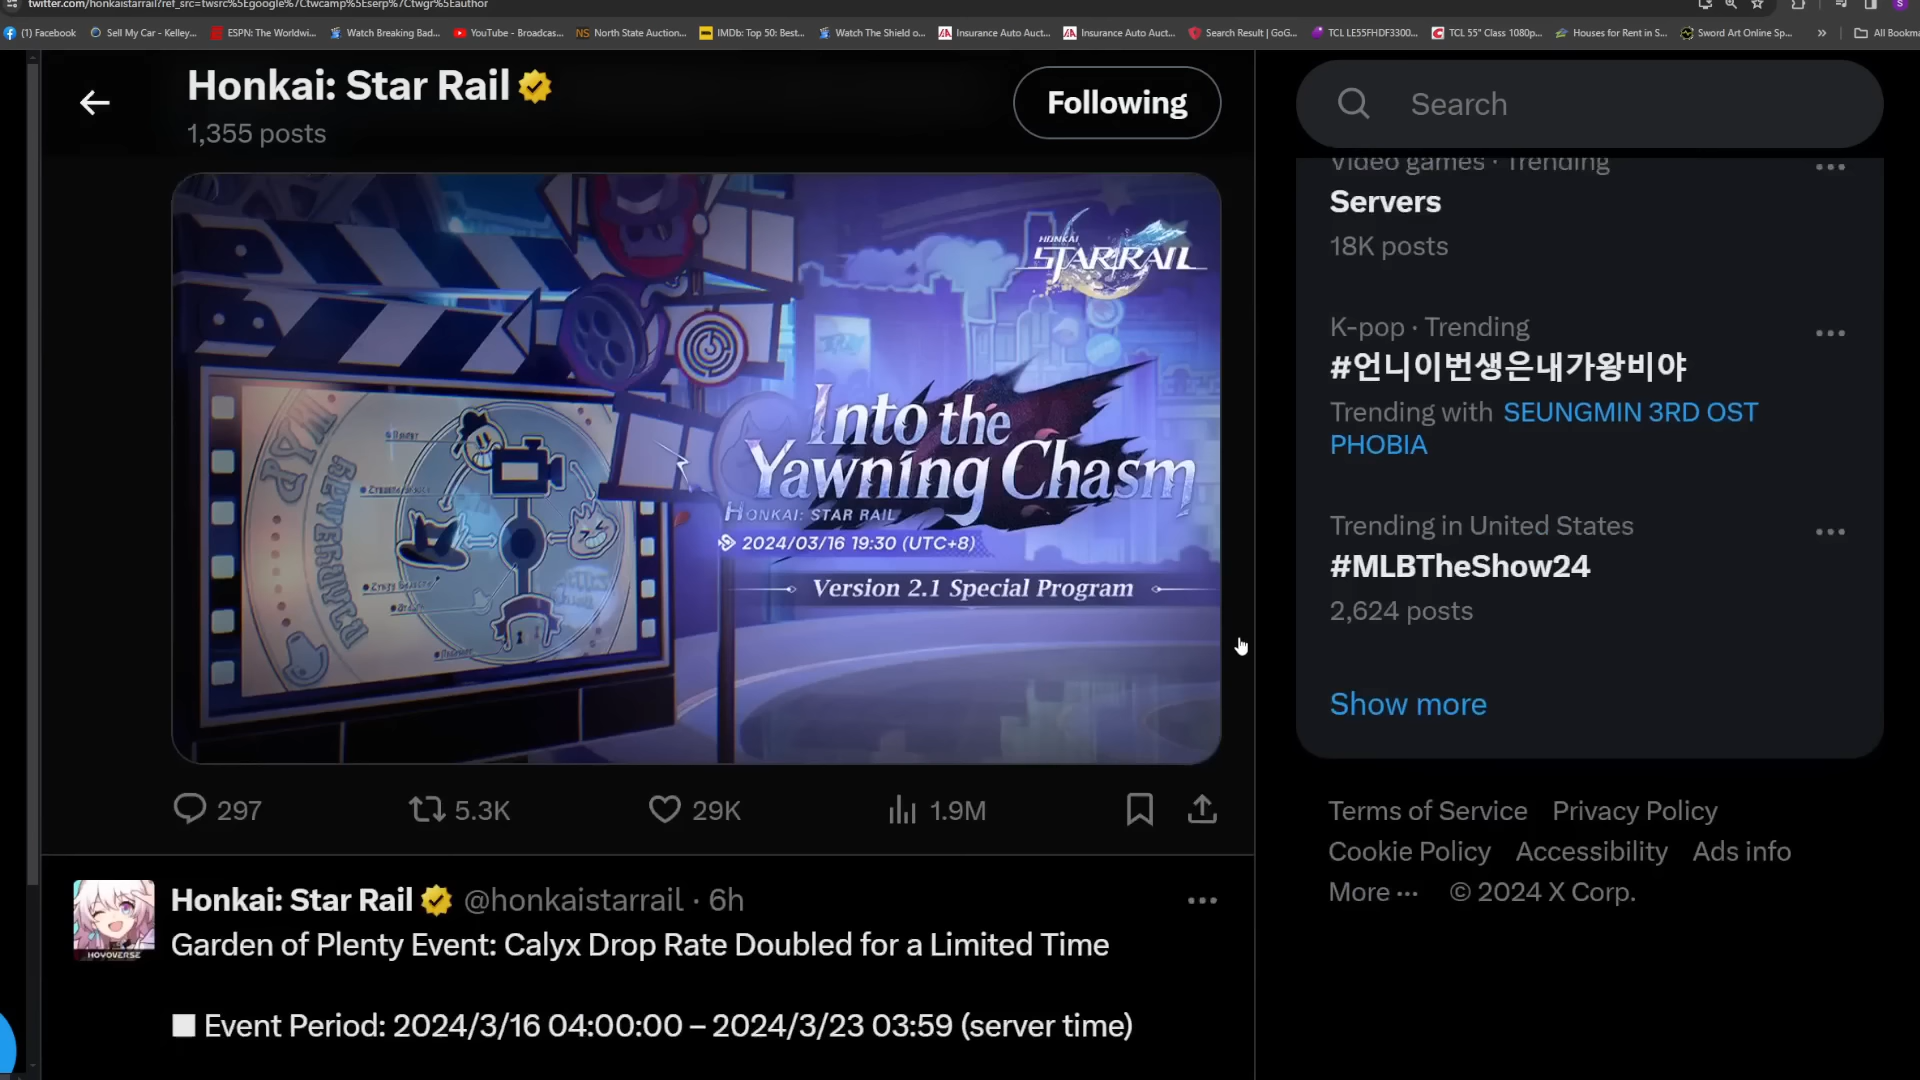 twitter.com/honkaistarrail?ref_src=twsrc%5Egoogle%7Ctwcamp%5Eserp%7Ctwgr%5Eauthor
(1) Facebook
Sell My Car - Kelley...
ESPN: The Worldwi...
Watch Breaking Bad...
YouTube - Broadcas...
North State Auction...
IMDb: Top 50: Best...
Watch The Shield o...
Insurance Auto Auct...
Insurance Auto Auct...
Search Result | GoG...
TCL LE55FHDF3300...
TCL 55" Class 1080p...
Houses for Rent in S...
Sword Art Online Sp...
»
All Bookma
Honkai: Star Rail
1,355 posts
Following
HONKAI
STAR RAIL
Into the
Yawning Chasm
HONKAI: STAR RAIL
2024/03/16 19:30 (UTC+8)
Version 2.1 Special Program
297
5.3K
29K
1.9M
Honkai: Star Rail @honkaistarrail · 6h
HOYOVERSE
Garden of Plenty Event: Calyx Drop Rate Doubled for a Limited Time
Event Period: 2024/3/16 04:00:00 – 2024/3/23 03:59 (server time)
Search
Video games · Trending
Servers
18K posts
K-pop · Trending
#언니이번생은내가왕비야
Trending with SEUNGMIN 3RD OST
PHOBIA
Trending in United States
#MLBTheShow24
2,624 posts
Show more
Terms of Service Privacy Policy
Cookie Policy Accessibility Ads info
More ··· © 2024 X Corp.